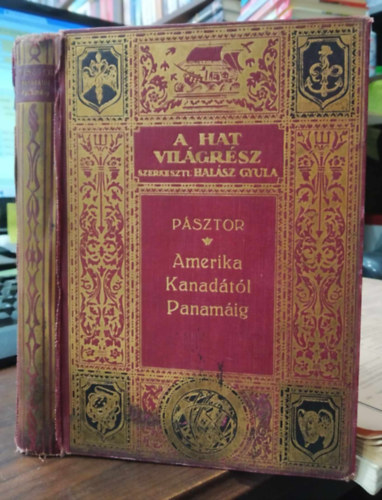 A HAT
VILÁGRÉSZ
SZERKESZTI: HALÁSZ GYULA
PÁSZTOR
Amerika
Kanadától
Panamáig